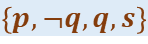 {p, ¬q, q, s}